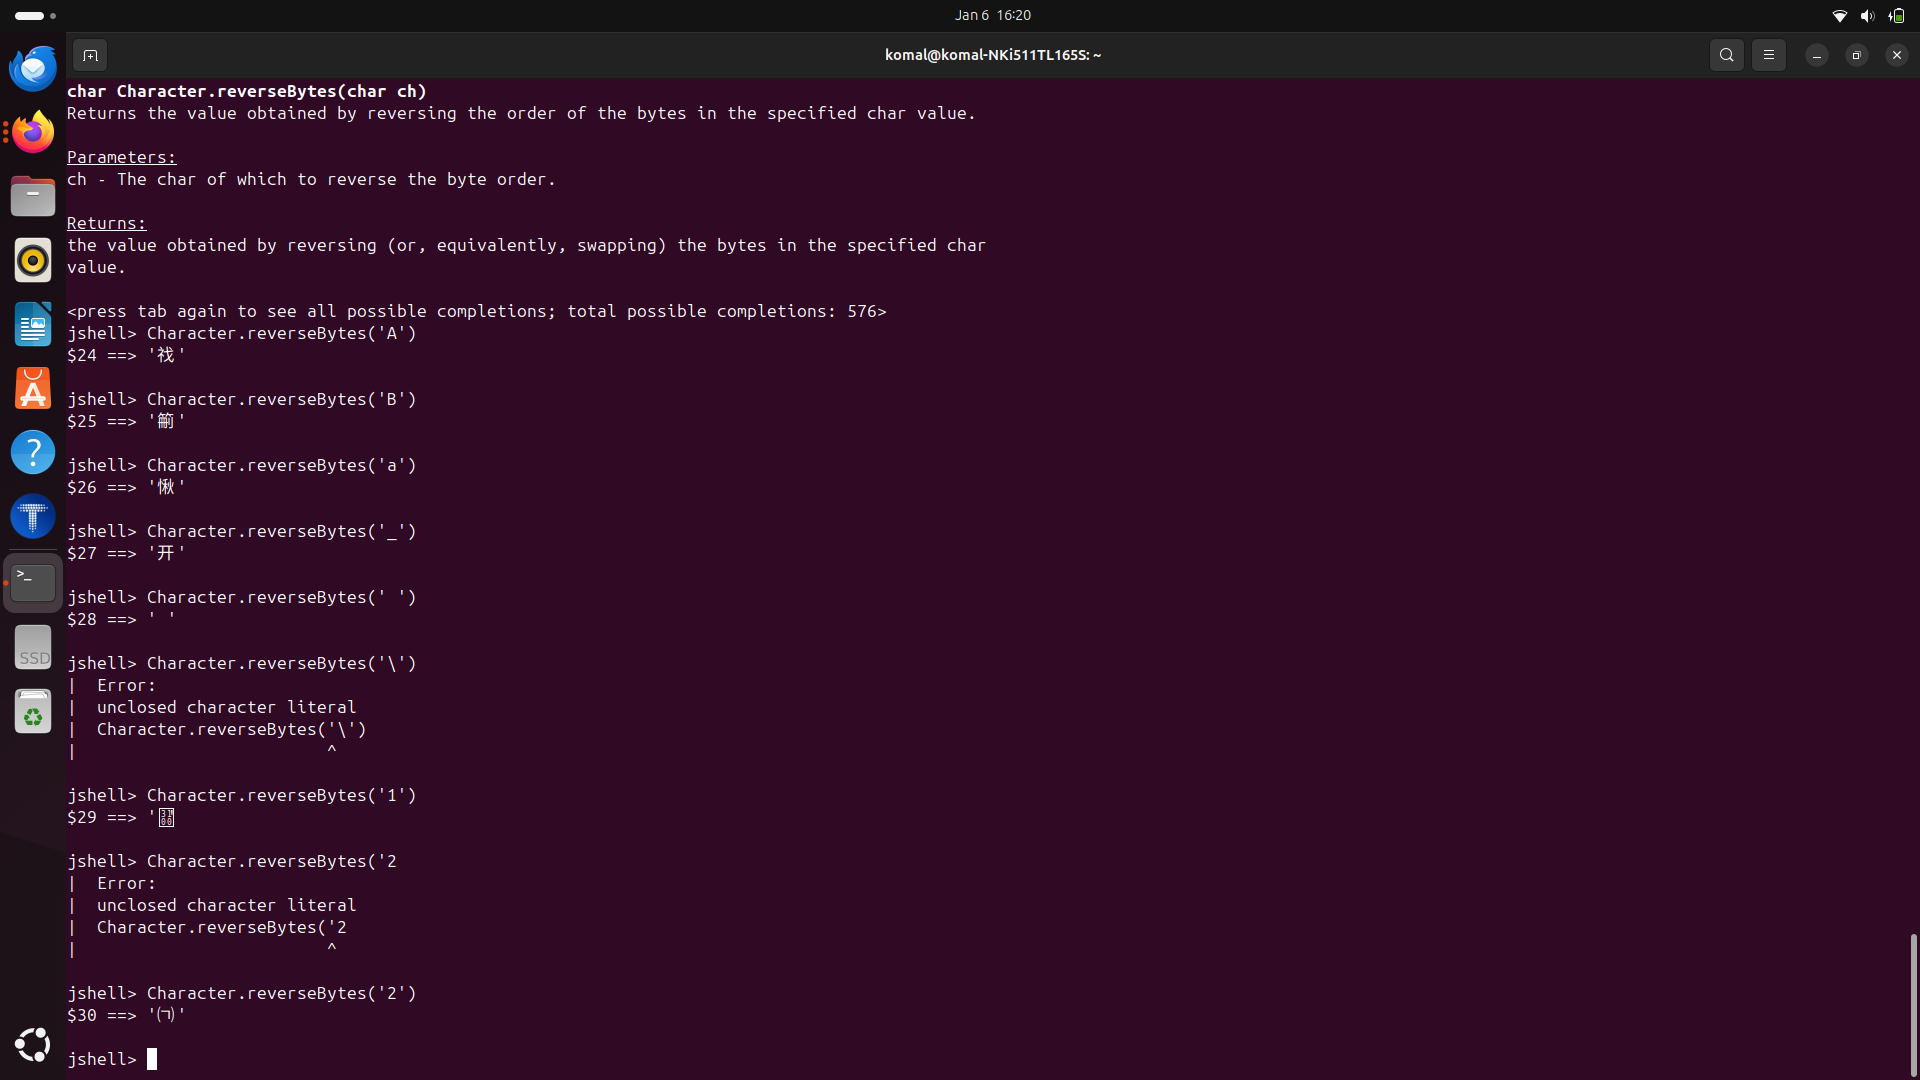 Jan 6 16:20
komal@komal-NKi511TL165S: ~
char Character.reverseBytes(char ch)
Returns the value obtained by reversing the order of the bytes in the specified char value.
Parameters:
ch - The char of which to reverse the byte order.
Returns:
the value obtained by reversing (or, equivalently, swapping) the bytes in the specified char
value.
<press tab again to see all possible completions; total possible completions: 576>
jshell> Character.reverseBytes('A')
$24 ==> '䄀'
jshell> Character.reverseBytes('B')
$25 ==> '䈀'
jshell> Character.reverseBytes('a')
$26 ==> '愀'
jshell> Character.reverseBytes('_')
$27 ==> '开'
jshell> Character.reverseBytes(' ')
$28 ==> ' '
jshell> Character.reverseBytes('\')
|  Error:
|  unclosed character literal
|  Character.reverseBytes('\')
|                         ^
jshell> Character.reverseBytes('1')
$29 ==> '㄀
jshell> Character.reverseBytes('2
|  Error:
|  unclosed character literal
|  Character.reverseBytes('2
|                         ^
jshell> Character.reverseBytes('2')
$30 ==> '㈀'
jshell>
SSD